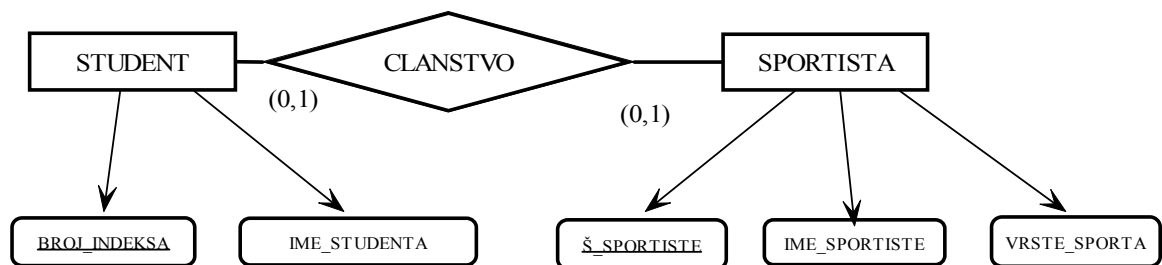 STUDENT
CLANSTVO
SPORTISTA
(0,1)
(0,1)
BROJ_INDEKSA
IME_STUDENTA
Š_SPORTISTE
IME_SPORTISTE
VRSTE_SPORTA